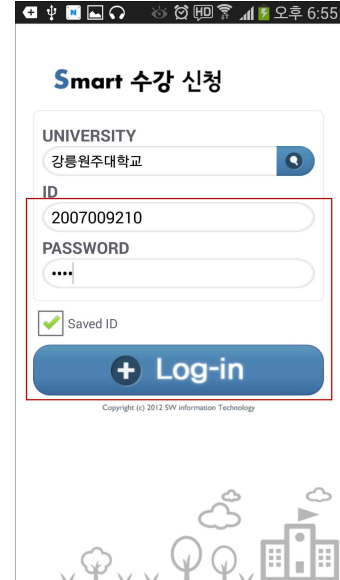 HD 오후 6:55
Smart 수강 신청
UNIVERSITY
강릉원주대학교
ID
2007009210
PASSWORD
••••
Saved ID
Log-in
Copyright (c) 2012 SW information Technology